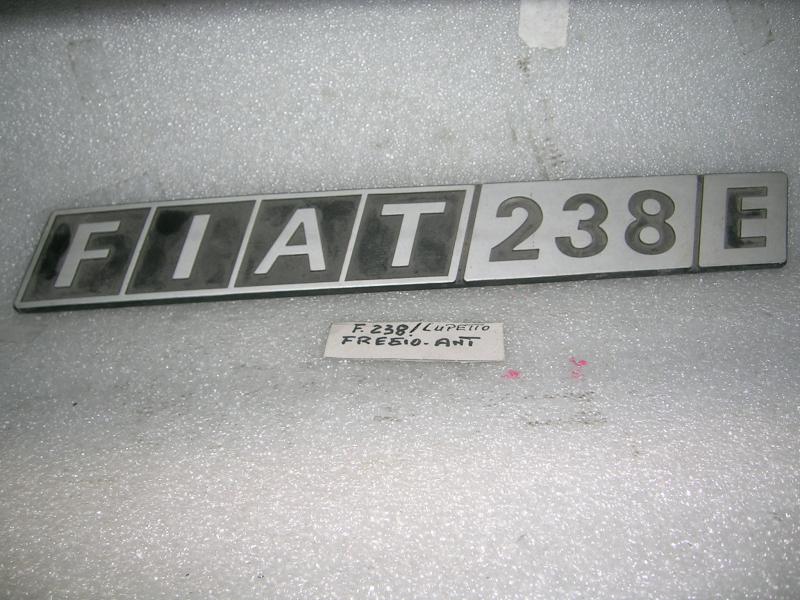 FIAT 238 E
F. 238/LUPETTO
FREGIO-ANT